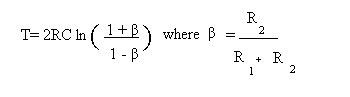 T= 2RC ln ( 1 + β / 1 - β ) where β = R2 / R1 + R2